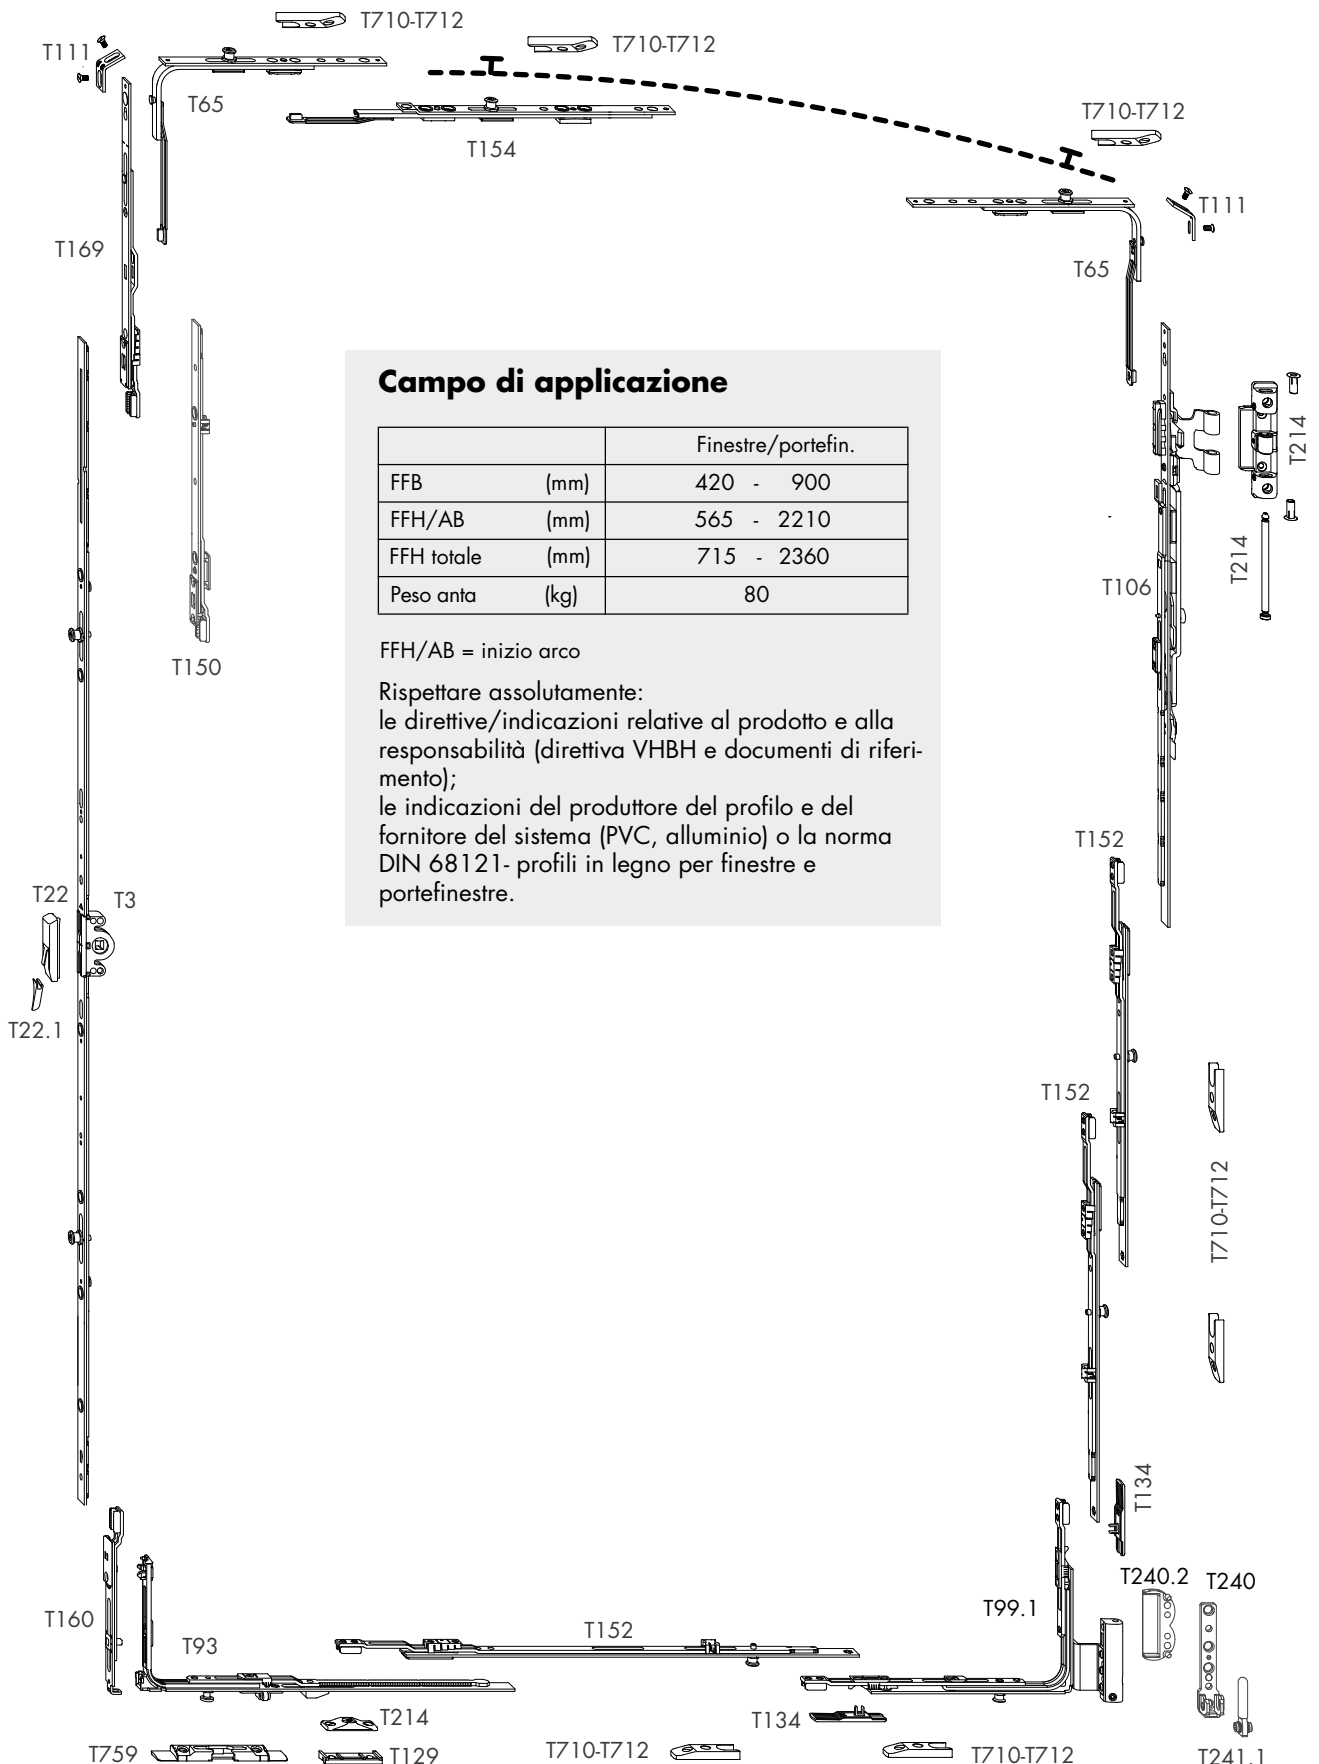 T710-T712
T710-T712
T111
T65
T154
T710-T712
T111
T169
T65
Campo di applicazione
Finestre/portefin.
FFB (mm) 420 - 900
FFH/AB (mm) 565 - 2210
FFH totale (mm) 715 - 2360
Peso anta (kg) 80
FFH/AB = inizio arco
Rispettare assolutamente:
le direttive/indicazioni relative al prodotto e alla
responsabilità (direttiva VHBH e documenti di riferi-
mento);
le indicazioni del produttore del profilo e del
fornitore del sistema (PVC, alluminio) o la norma
DIN 68121- profili in legno per finestre e
portefinestre.
T214
T214
T106
T150
T152
T22
T3
T22.1
T152
T710-T712
T134
T240.2
T240
T99.1
T160
T93
T152
T214
T134
T759
T129
T710-T712
T710-T712
T241.1